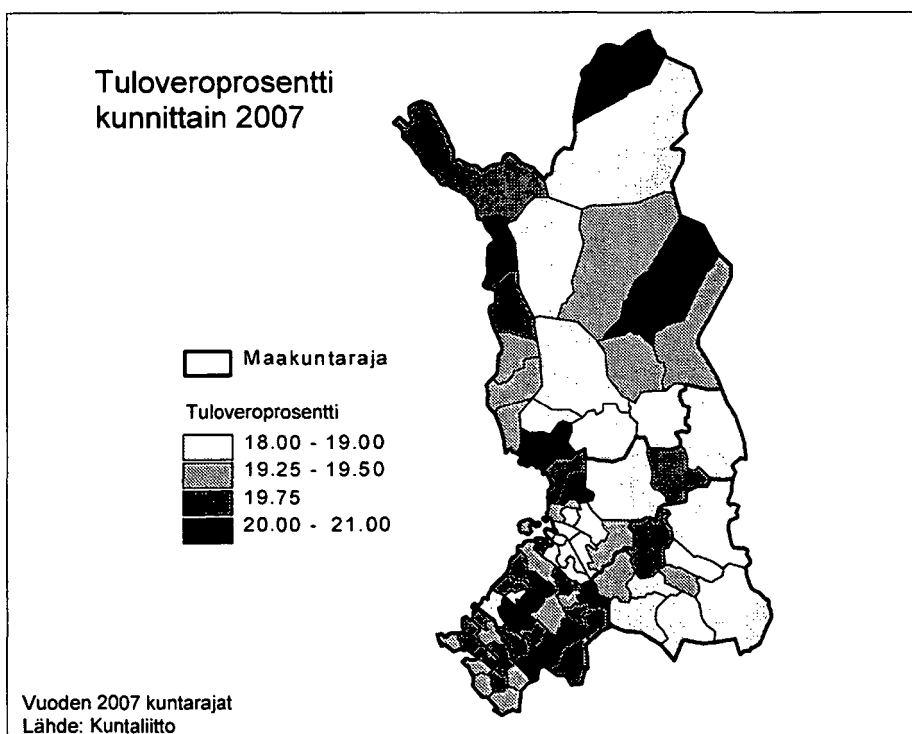 Tuloveroprosentti
kunnittain 2007
Maakuntaraja
Tuloveroprosentti
18.00 - 19.00
19.25 - 19.50
19.75
20.00 - 21.00
Vuoden 2007 kuntarajat
Lähde: Kuntaliitto